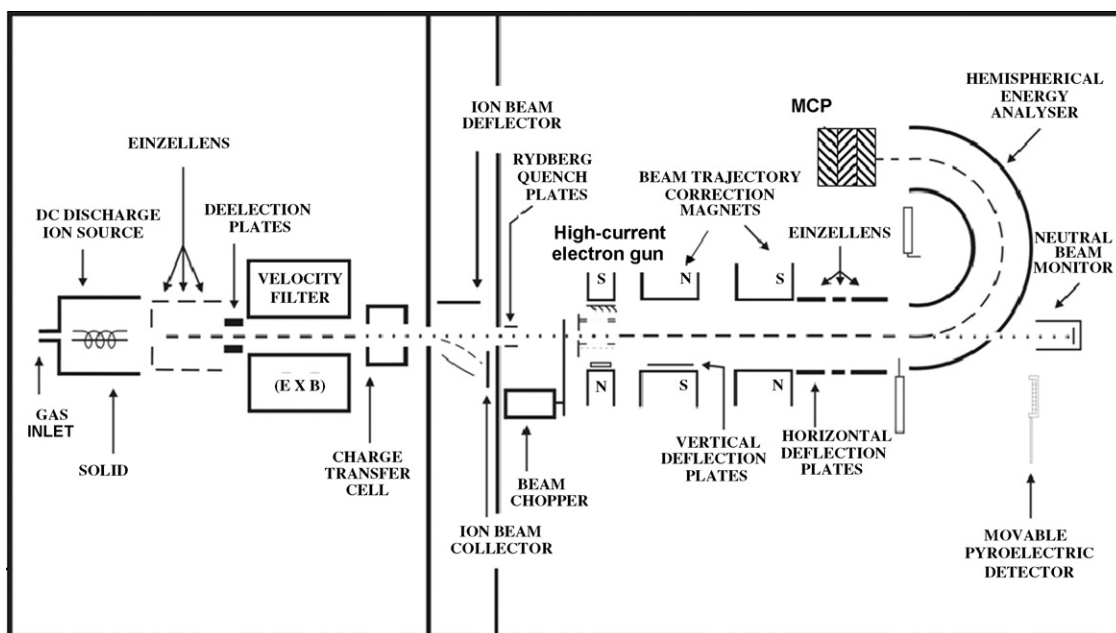 HEMISPHERICAL
ENERGY
ANALYSER
MCP
ION BEAM
DEFLECTOR
EINZELLENS
RYDBERG
QUENCH
PLATES
BEAM TRAJECTORY
CORRECTION
MAGNETS
DC DISCHARGE
ION SOURCE
DEELECTION
PLATES
High-current
electron gun
EINZELLENS
NEUTRAL
BEAM
MONITOR
VELOCITY
FILTER
S
N
S
(E X B)
N
S
N
GAS
INLET
SOLID
CHARGE
TRANSFER
CELL
BEAM
CHOPPER
VERTICAL
DEFLECTION
PLATES
HORIZONTAL
DEFLECTION
PLATES
ION BEAM
COLLECTOR
MOVABLE
PYROELECTRIC
DETECTOR